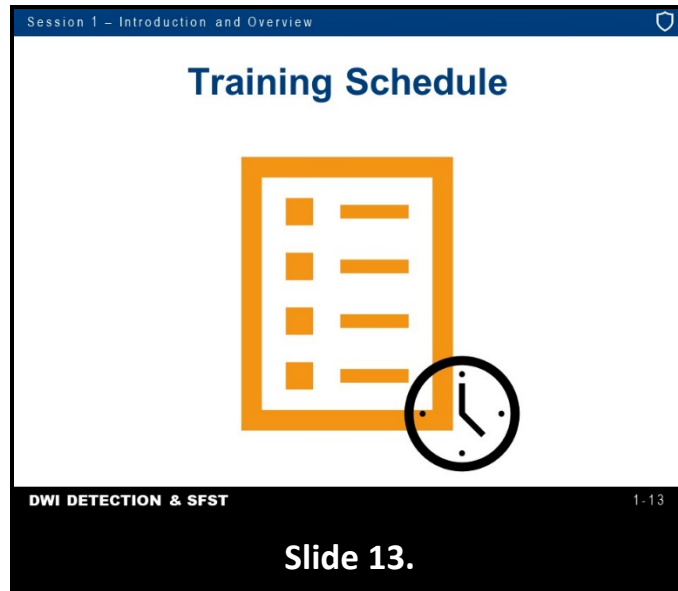 Session 1 – Introduction and Overview
Training Schedule
DWI DETECTION & SFST
1-13
Slide 13.